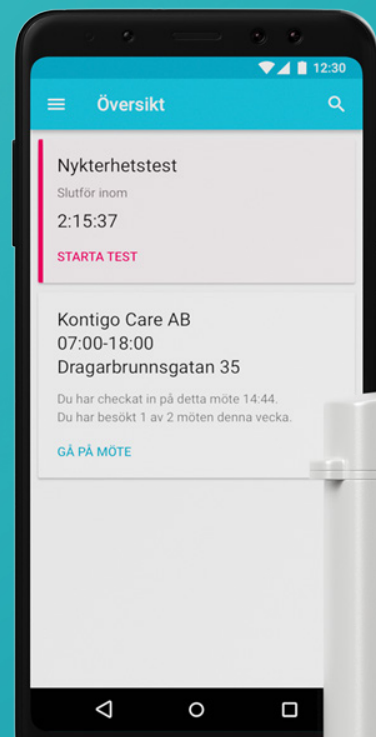 12:30
Översikt
Nykterhetstest
Slutför inom
2:15:37
STARTA TEST
Kontigo Care AB
07:00-18:00
Dragarbrunnsgatan 35
Du har checkat in på detta möte 14:44.
Du har besökt 1 av 2 möten denna vecka.
GÅ PÅ MÖTE